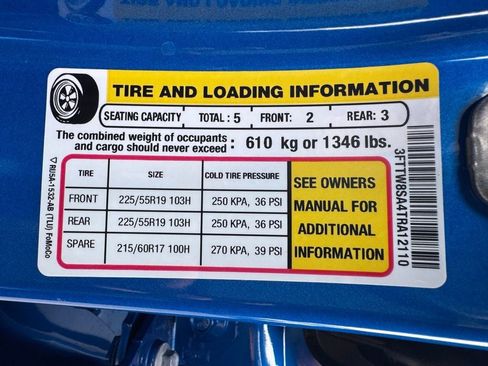 TIRE AND LOADING INFORMATION
SEATING CAPACITY TOTAL : 5 FRONT: 2 REAR: 3
The combined weight of occupants
and cargo should never exceed : 610 kg or 1346 lbs.
TIRE SIZE COLD TIRE PRESSURE
FRONT 225/55R19 103H 250 KPA, 36 PSI
REAR 225/55R19 103H 250 KPA, 36 PSI
SPARE 215/60R17 100H 270 KPA, 39 PSI
SEE OWNERS
MANUAL FOR
ADDITIONAL
INFORMATION
3FTTW8SA4TRA12110
RU5A-1532-AB (TLU) FoMoCo